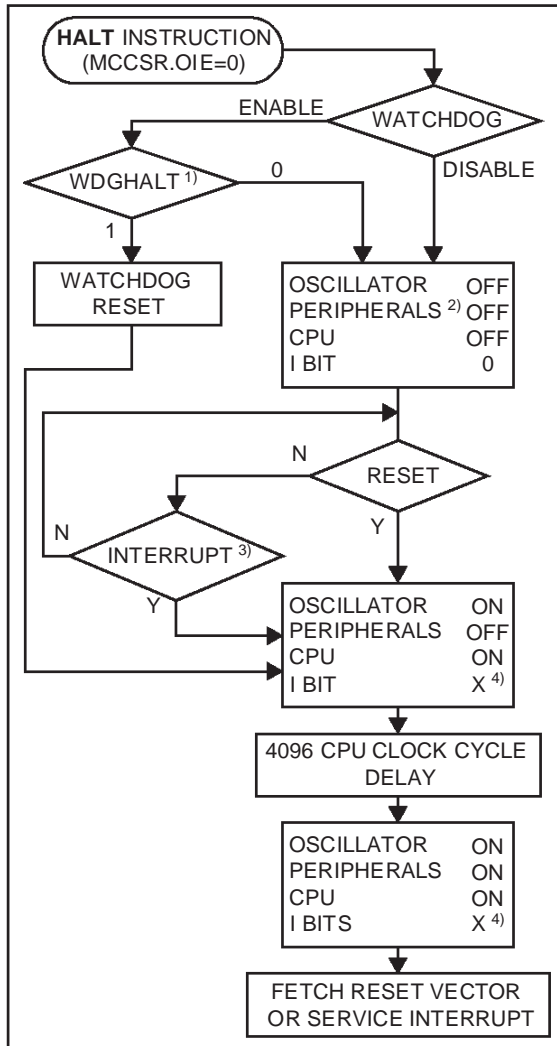 HALT INSTRUCTION
(MCCSR.OIE=0)
ENABLE
WATCHDOG
WDGHALT 1)
0
DISABLE
1
WATCHDOG
RESET
OSCILLATOR OFF
PERIPHERALS 2) OFF
CPU OFF
I BIT 0
N
RESET
N
INTERRUPT 3)
Y
Y
OSCILLATOR ON
PERIPHERALS OFF
CPU ON
I BIT X 4)
4096 CPU CLOCK CYCLE
DELAY
OSCILLATOR ON
PERIPHERALS ON
CPU ON
I BITS X 4)
FETCH RESET VECTOR
OR SERVICE INTERRUPT